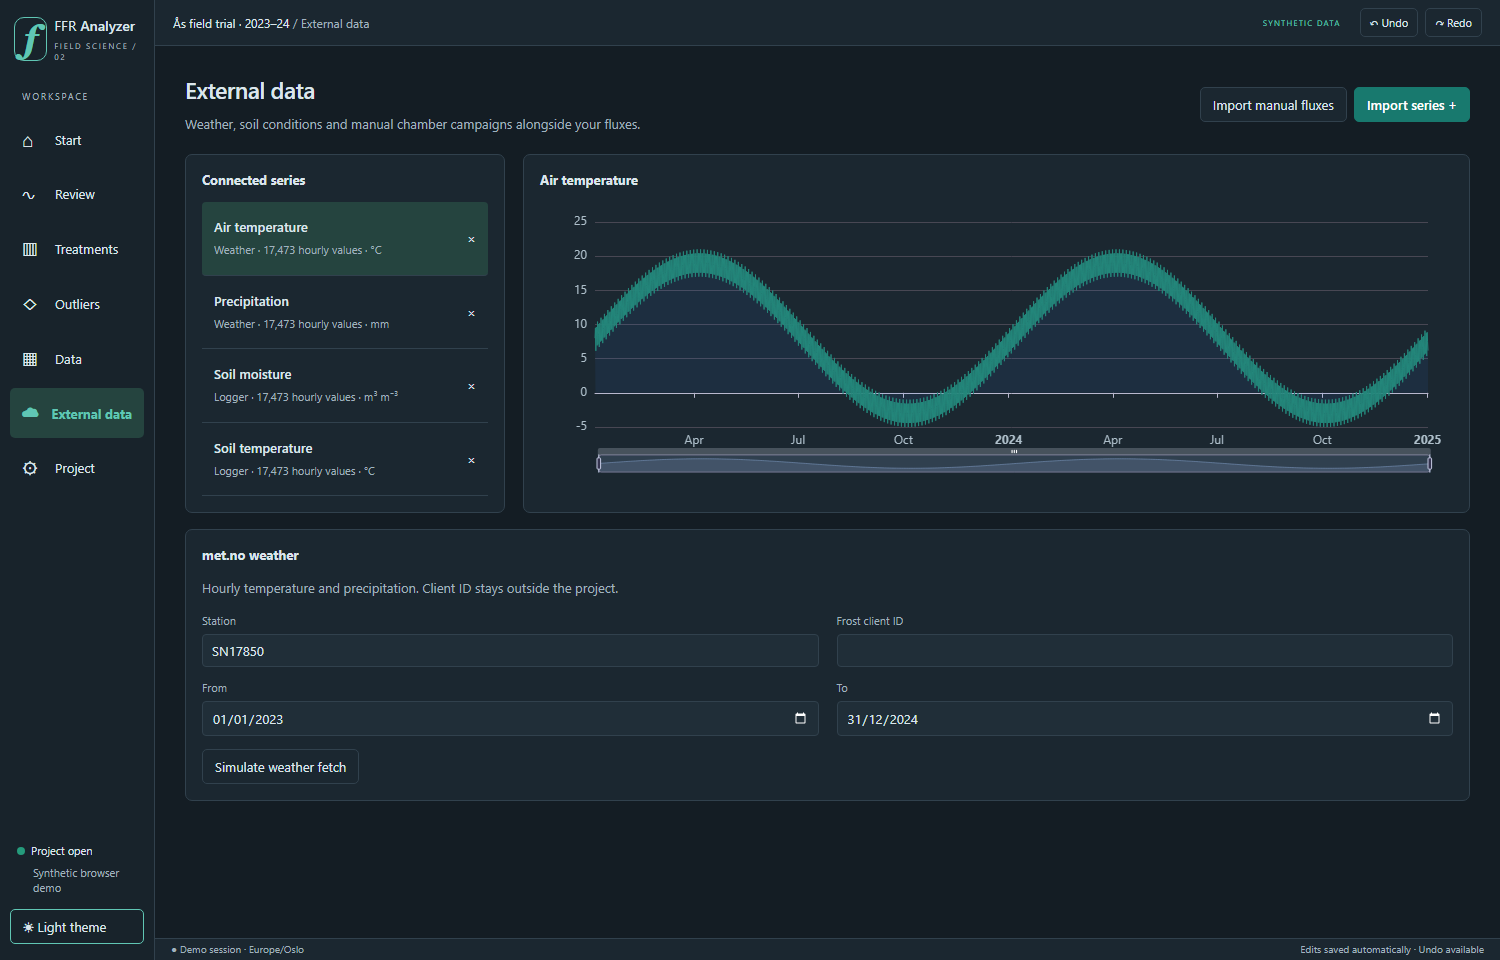 FFR Analyzer
FIELD SCIENCE /
02
WORKSPACE
Start
Review
Treatments
Outliers
Data
External data
Project
Project open
Synthetic browser
demo
☀ Light theme
Ås field trial · 2023–24 / External data
SYNTHETIC DATA
↶ Undo
↷ Redo
External data
Weather, soil conditions and manual chamber campaigns alongside your fluxes.
Import manual fluxes
Import series +
Connected series
Air temperature
Weather · 17,473 hourly values · °C
×
Precipitation
Weather · 17,473 hourly values · mm
×
Soil moisture
Logger · 17,473 hourly values · m³ m⁻³
×
Soil temperature
Logger · 17,473 hourly values · °C
×
Air temperature
25
20
15
10
5
0
-5
Apr Jul Oct 2024 Apr Jul Oct 2025
met.no weather
Hourly temperature and precipitation. Client ID stays outside the project.
Station
SN17850
Frost client ID
From
01/01/2023
To
31/12/2024
Simulate weather fetch
● Demo session · Europe/Oslo
Edits saved automatically · Undo available